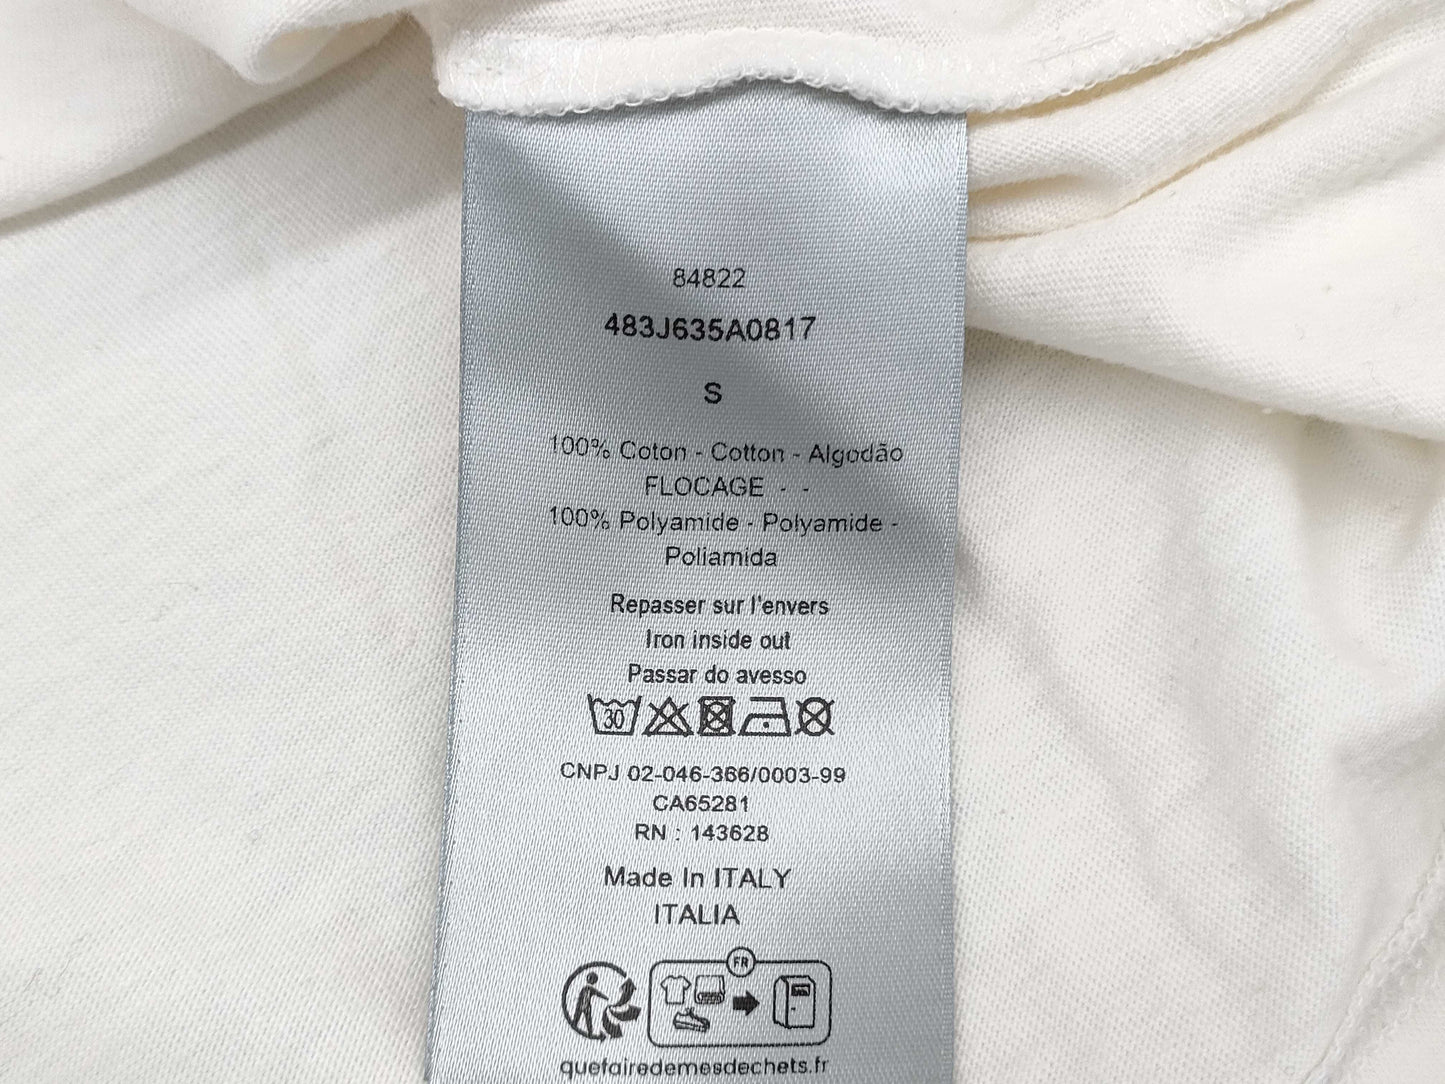 84822
483J635A0817
S
100% Coton - Cotton - Algodão
FLOCAGE - -
100% Polyamide - Polyamide -
Poliamida
Repasser sur l'envers
Iron inside out
Passar do avesso
30
CNPJ 02-046-366/0003-99
CA65281
RN : 143628
Made In ITALY
ITALIA
FR
quefairedemesdechets.fr